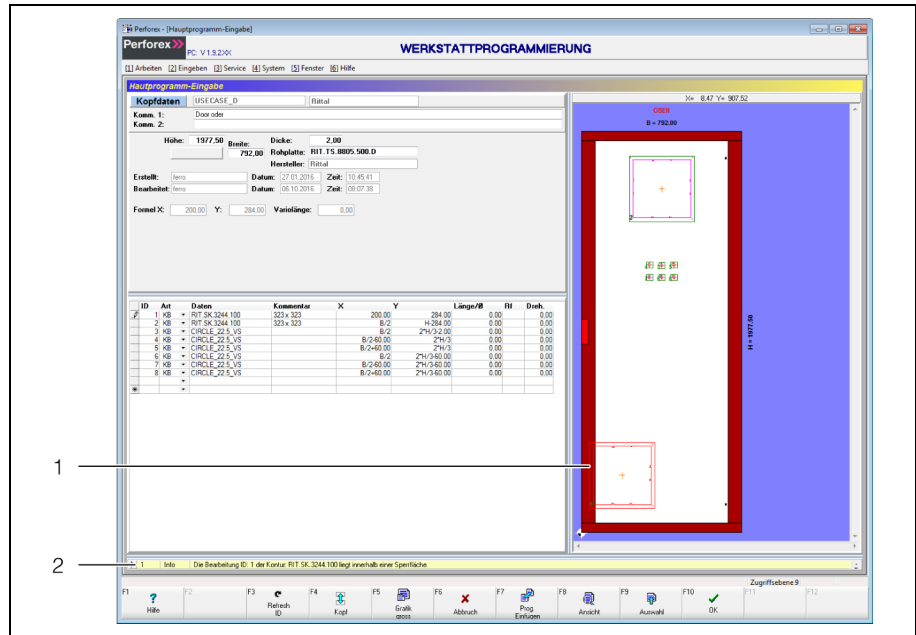 Perforex - [Hauptprogramm-Eingabe]
Perforex
PC: V 1.9.2>XX
WERKSTATTPROGRAMMIERUNG
[1] Arbeiten [2] Eingeben [3] Service [4] System [5] Fenster [6] Hilfe
Hautprogramm-Eingabe
Kopfdaten USECASE_D Rittal
Komm. 1: Door oder
Komm. 2:
Höhe: 1977,50 Breite: 792,00 Dicke: 2,00
Rohplatte: RIT.TS.8805.500.D
Hersteller: Rittal
Erstellt: ferro Datum: 27.01.2016 Zeit: 10:45:41
Bearbeitet: ferro Datum: 06.10.2016 Zeit: 08:07:38
Formel X: 200,00 Y: 284,00 Variolänge: 0,00
ID Art Daten Kommentar X Y Länge/Ø Rf Dreh.
1 KB RIT.SK.3244.100 323 x 323 200.00 284.00 0.00 0.00
2 KB RIT.SK.3244.100 323 x 323 B/2 H-284.00 0.00 0.00
3 KB CIRCLE_22.5_VS B/2 2*H/3-2.00 0.00 0.00
4 KB CIRCLE_22.5_VS B/2-60.00 2*H/3 0.00 0.00
5 KB CIRCLE_22.5_VS B/2+60.00 2*H/3 0.00 0.00
6 KB CIRCLE_22.5_VS B/2 2*H/3-60.00 0.00 0.00
7 KB CIRCLE_22.5_VS B/2-60.00 2*H/3-60.00 0.00 0.00
8 KB CIRCLE_22.5_VS B/2+60.00 2*H/3-60.00 0.00 0.00
X= 8,47 Y= 907,52
OBEN
B = 792.00
H = 1977.50
1
2
1 Info Die Bearbeitung ID: 1 der Kontur: RIT.SK.3244.100 liegt innerhalb einer Sperrfläche.
Zugriffsebene 9
F1 Hilfe
F2
F3 Refresh ID
F4 Kopf
F5 Grafik gross
F6 Abbruch
F7 Prog. Einfügen
F8 Ansicht
F9 Auswahl
F10 OK
F11
F12